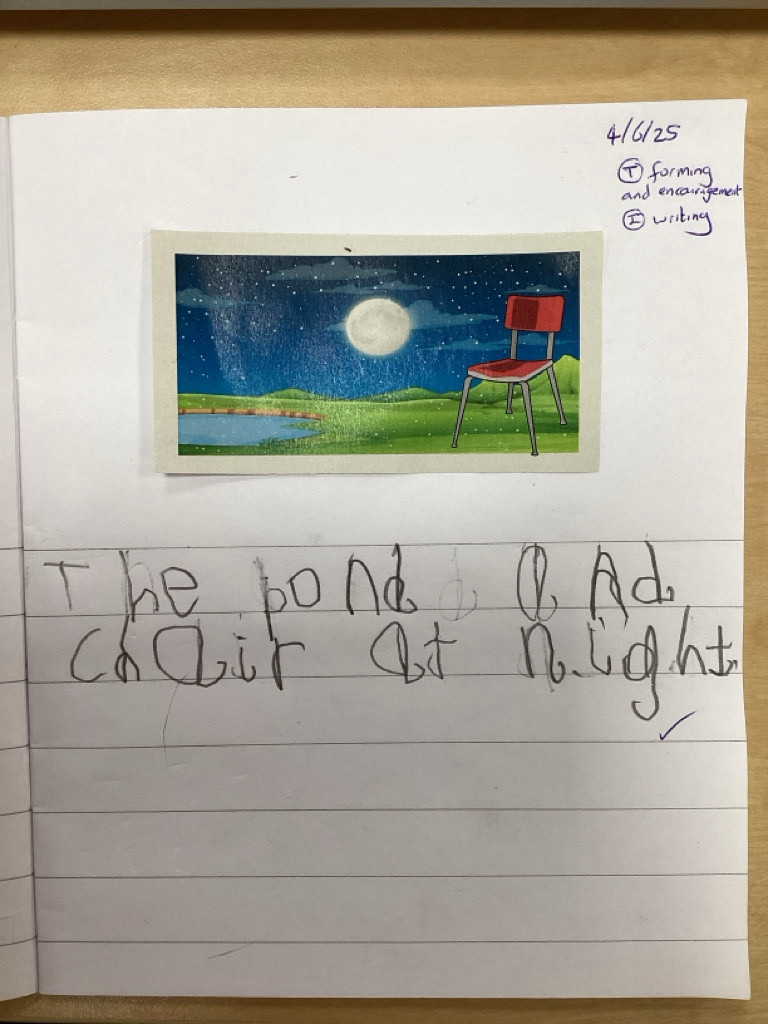 4/6/25
Ⓣ forming
and encouragement
Ⓘ writing
The pond and
chair at night.